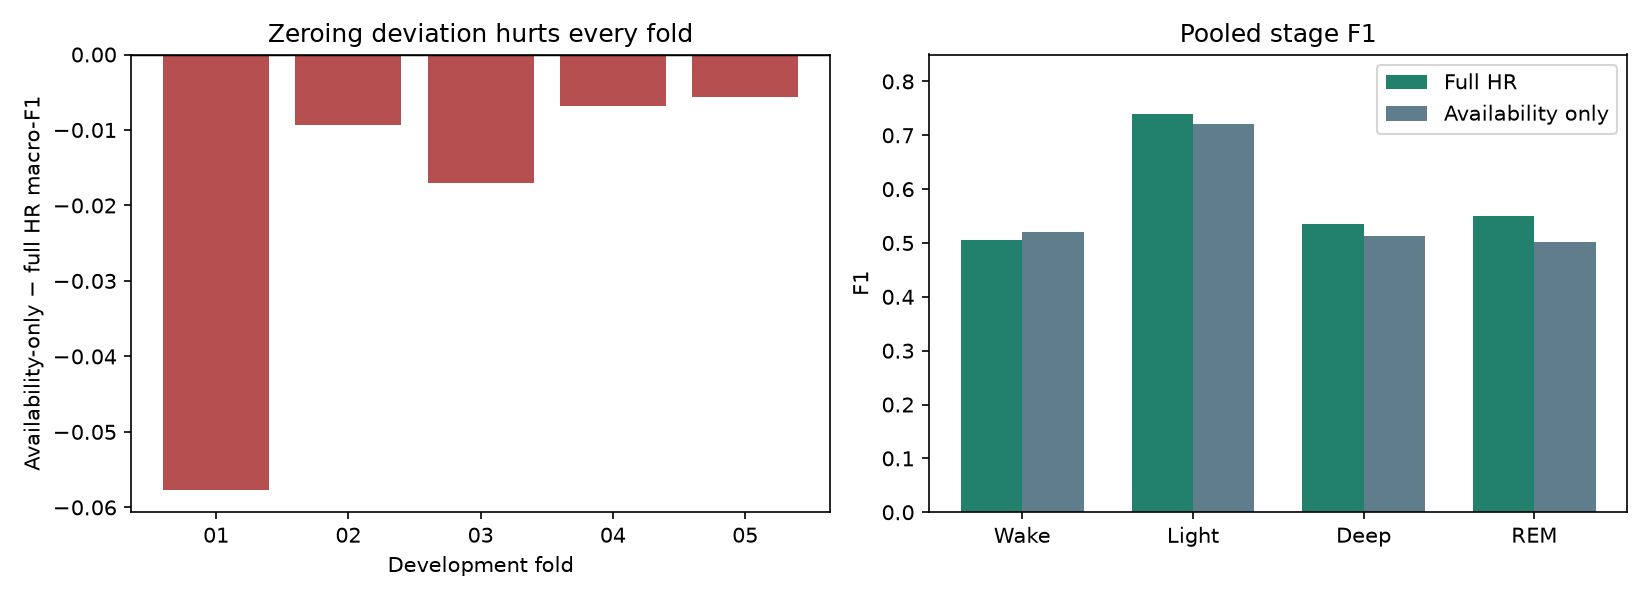 Zeroing deviation hurts every fold
Availability-only − full HR macro-F1
0.00
−0.01
−0.02
−0.03
−0.04
−0.05
−0.06
01 02 03 04 05
Development fold
Pooled stage F1
F1
0.8
0.7
0.6
0.5
0.4
0.3
0.2
0.1
0.0
Full HR
Availability only
Wake Light Deep REM